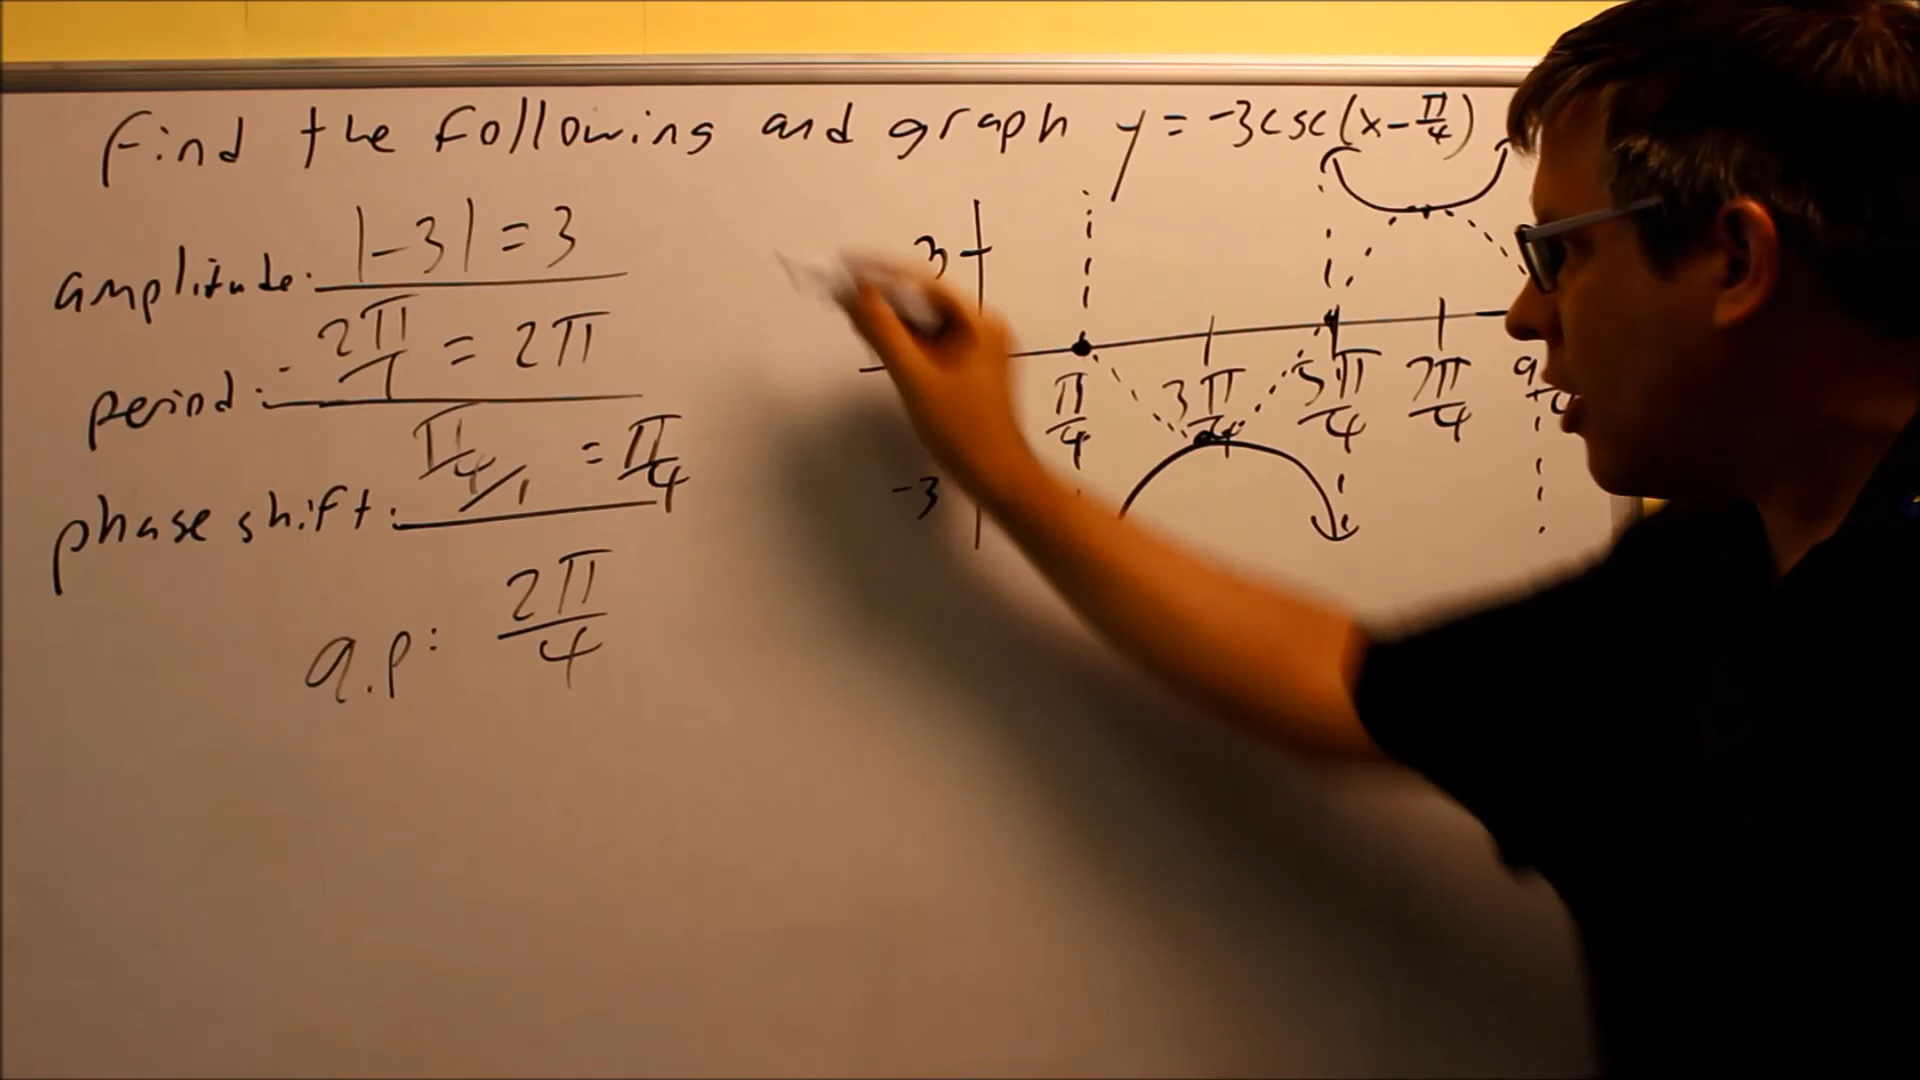 Find the following and graph y = -3csc(x-π/4)
amplitude: |-3| = 3
period: 2π/1 = 2π
phase shift: π/4/1 = π/4
q.p: 2π/4
3
π/4 3π/4 5π/4 7π/4
-3